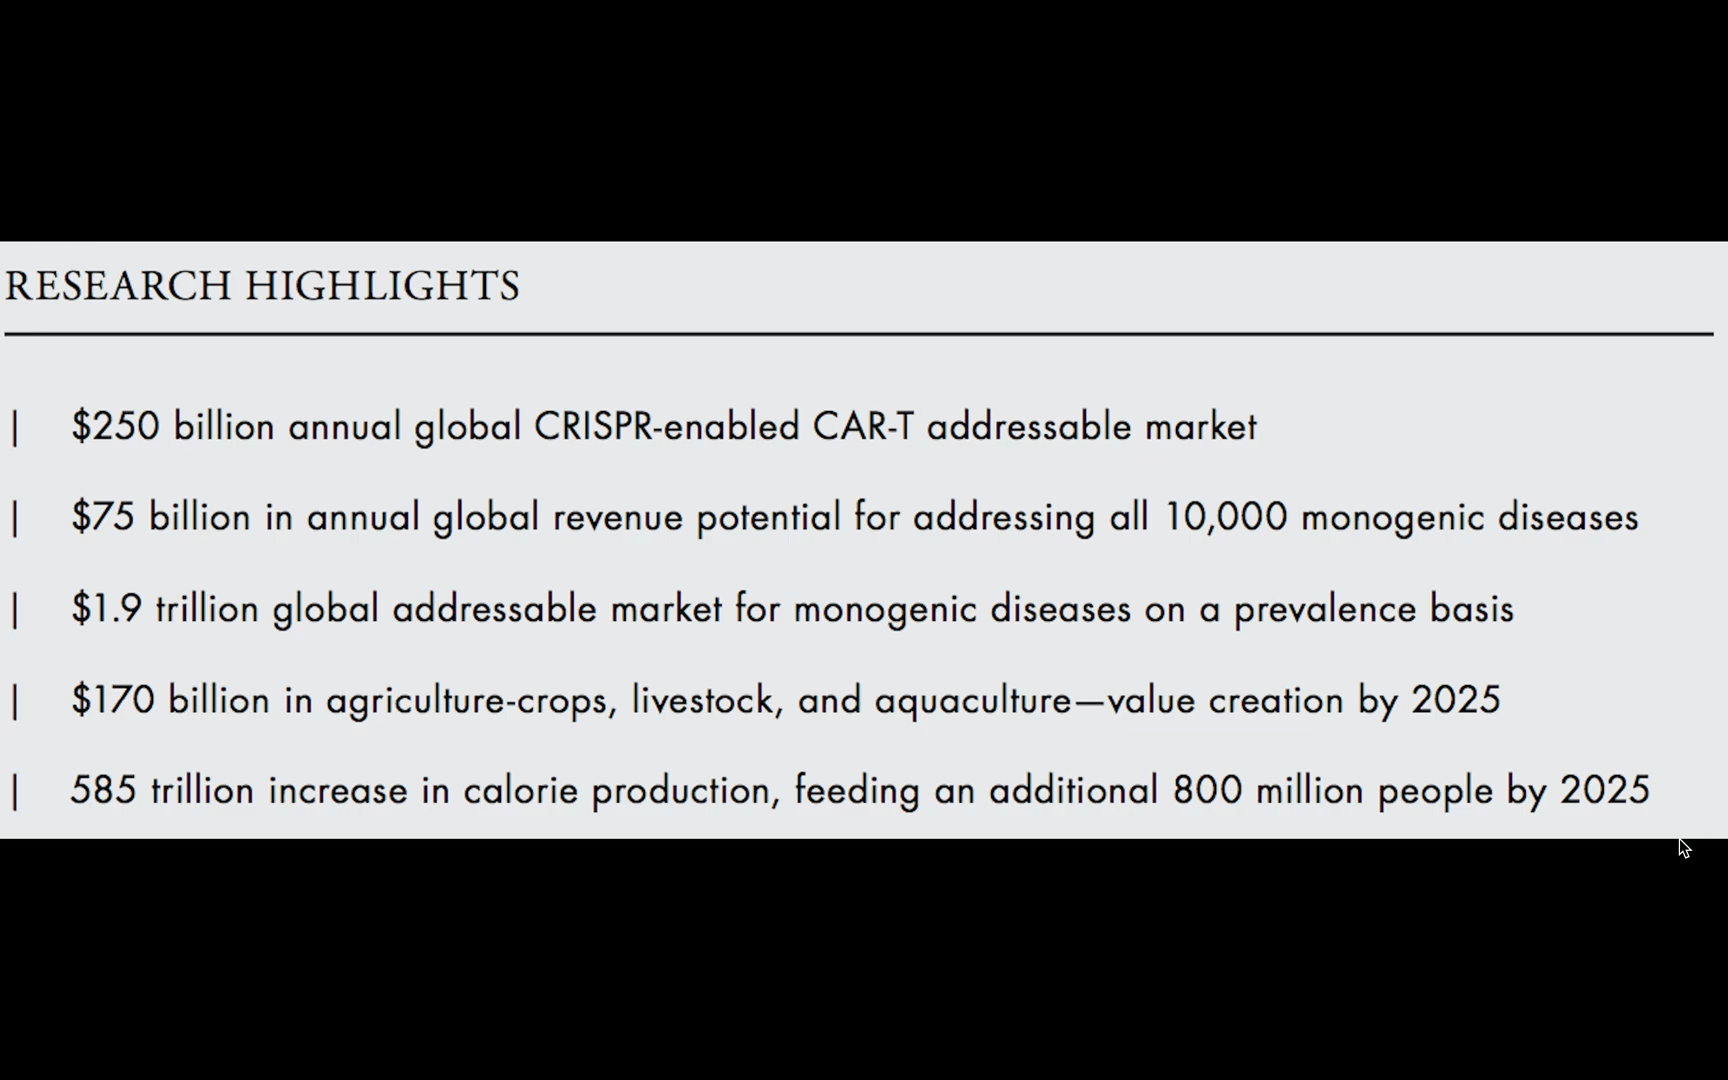 RESEARCH HIGHLIGHTS
| $250 billion annual global CRISPR-enabled CAR-T addressable market
| $75 billion in annual global revenue potential for addressing all 10,000 monogenic diseases
| $1.9 trillion global addressable market for monogenic diseases on a prevalence basis
| $170 billion in agriculture-crops, livestock, and aquaculture—value creation by 2025
| 585 trillion increase in calorie production, feeding an additional 800 million people by 2025